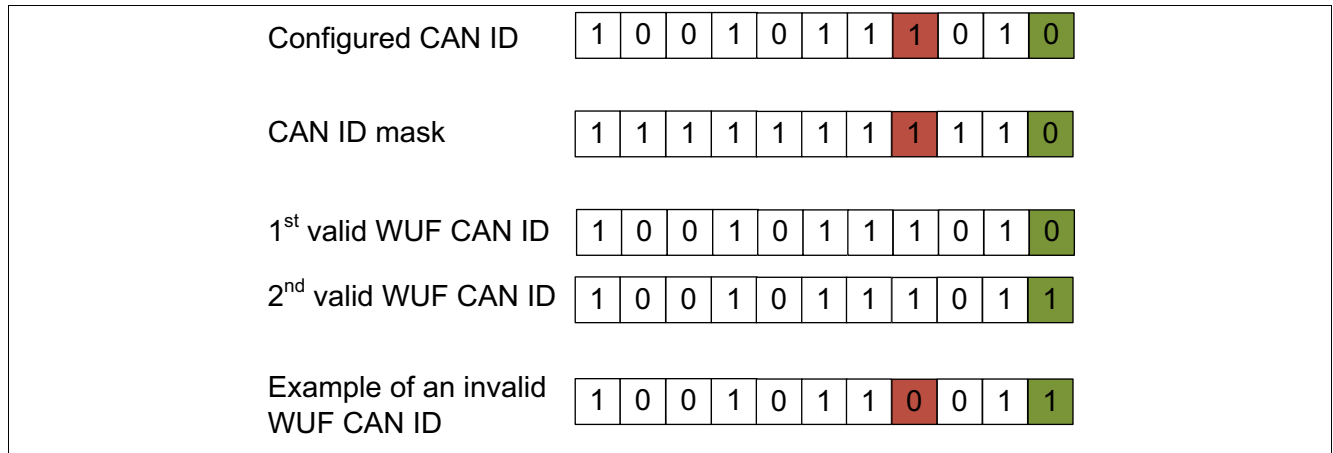 Configured CAN ID 1 0 0 1 0 1 1 1 0 1 0
CAN ID mask 1 1 1 1 1 1 1 1 1 1 0
1st valid WUF CAN ID 1 0 0 1 0 1 1 1 0 1 0
2nd valid WUF CAN ID 1 0 0 1 0 1 1 1 0 1 1
Example of an invalid
WUF CAN ID 1 0 0 1 0 1 1 0 0 1 1